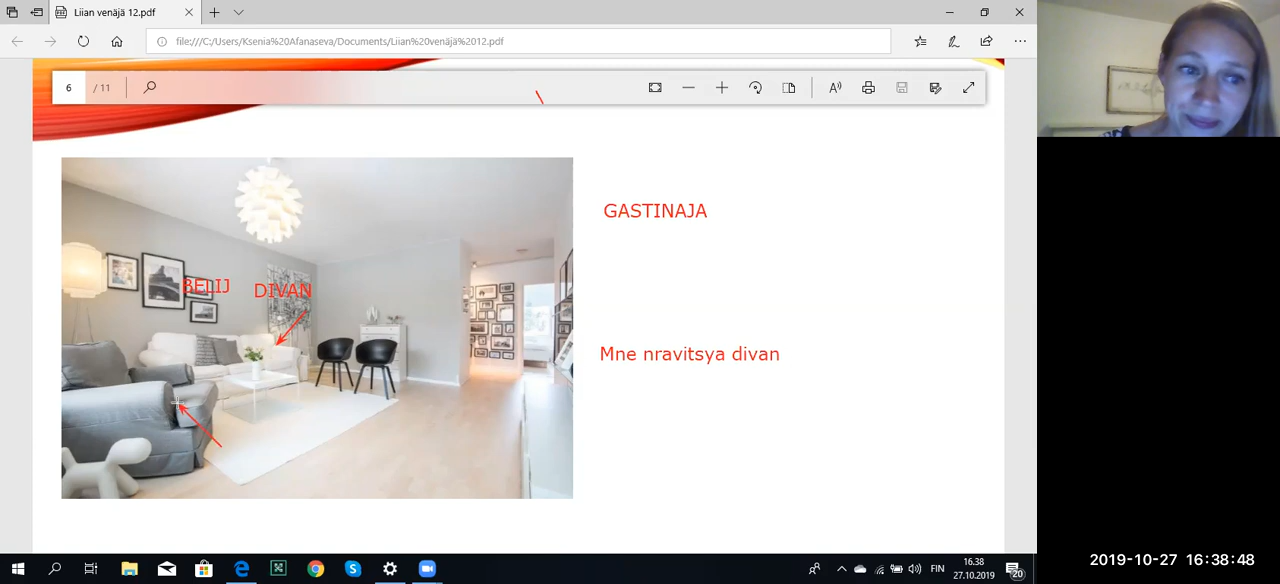 Liian venäjä 12.pdf
file:///C:/Users/Ksenia%20Afanaseva/Documents/Liian%20venäjä%2012.pdf
6 / 11
GASTINAJA
BELIJ DIVAN
Mne nravitsya divan
2019-10-27 16:38:48
FIN
16.38
27.10.2019
20